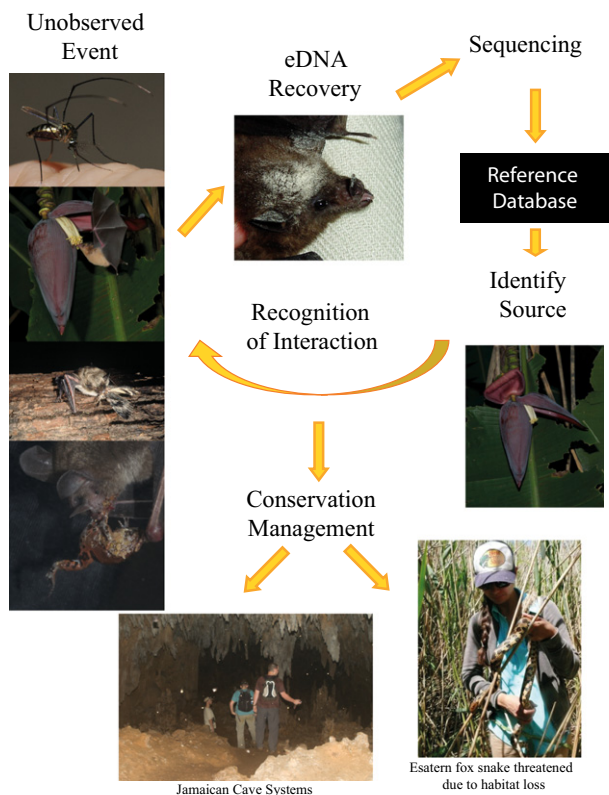 Unobserved
Event
eDNA
Recovery
Sequencing
Reference
Database
Identify
Source
Recognition
of Interaction
Conservation
Management
Jamaican Cave Systems
Esatern fox snake threatened
due to habitat loss